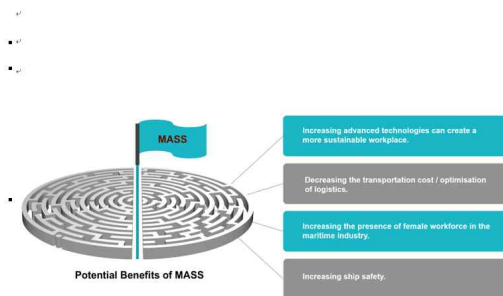 MASS
Increasing advanced technologies can create a
more sustainable workplace.
Decreasing the transportation cost / optimisation
of logistics.
Increasing the presence of female workforce in the
maritime industry.
Increasing ship safety.
Potential Benefits of MASS